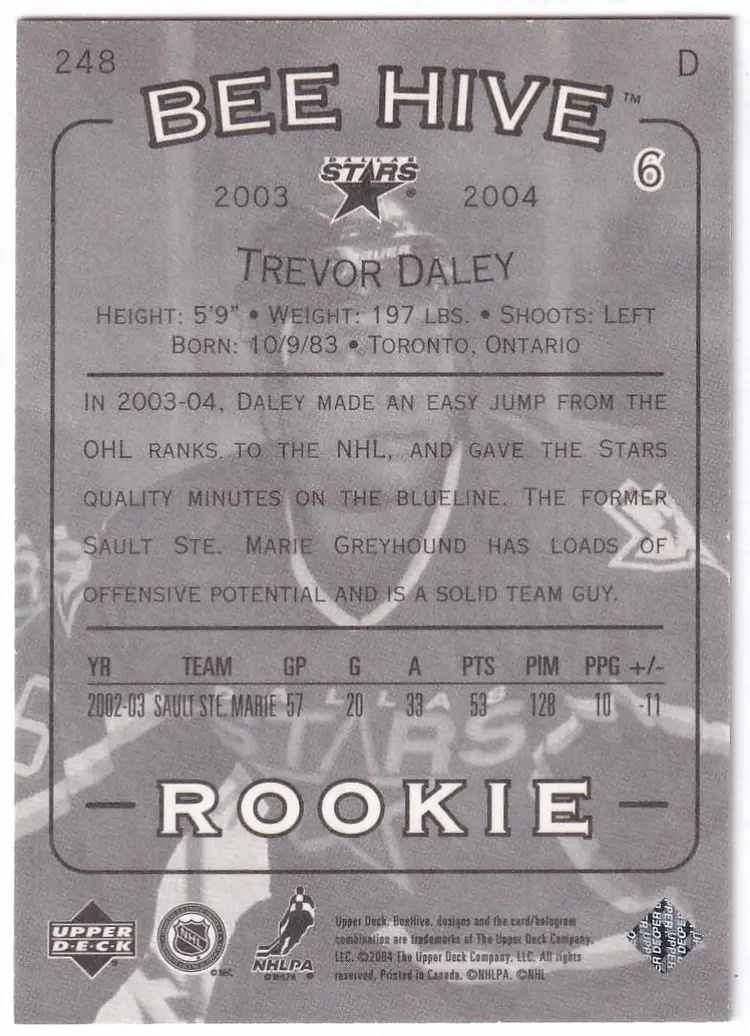 248 D
BEE HIVE™
6
DALLAS
STARS®
2003 2004
TREVOR DALEY
HEIGHT: 5'9" • WEIGHT: 197 LBS. • SHOOTS: LEFT
BORN: 10/9/83 • TORONTO, ONTARIO
IN 2003-04, DALEY MADE AN EASY JUMP FROM THE
OHL RANKS TO THE NHL, AND GAVE THE STARS
QUALITY MINUTES ON THE BLUELINE. THE FORMER
SAULT STE. MARIE GREYHOUND HAS LOADS OF
OFFENSIVE POTENTIAL AND IS A SOLID TEAM GUY.
YR TEAM GP G A PTS PIM PPG +/-
2002-03 SAULT STE. MARIE 57 20 33 53 128 10 -11
DALLAS
STARS
ROOKIE
UPPER
DECK
NHL
NHLPA
Upper Deck, BeeHive, designs and the card/hologram
combination are trademarks of The Upper Deck Company,
LLC. ©2004 The Upper Deck Company, LLC. All rights
reserved. Printed in Canada. ©NHLPA. ©NHL